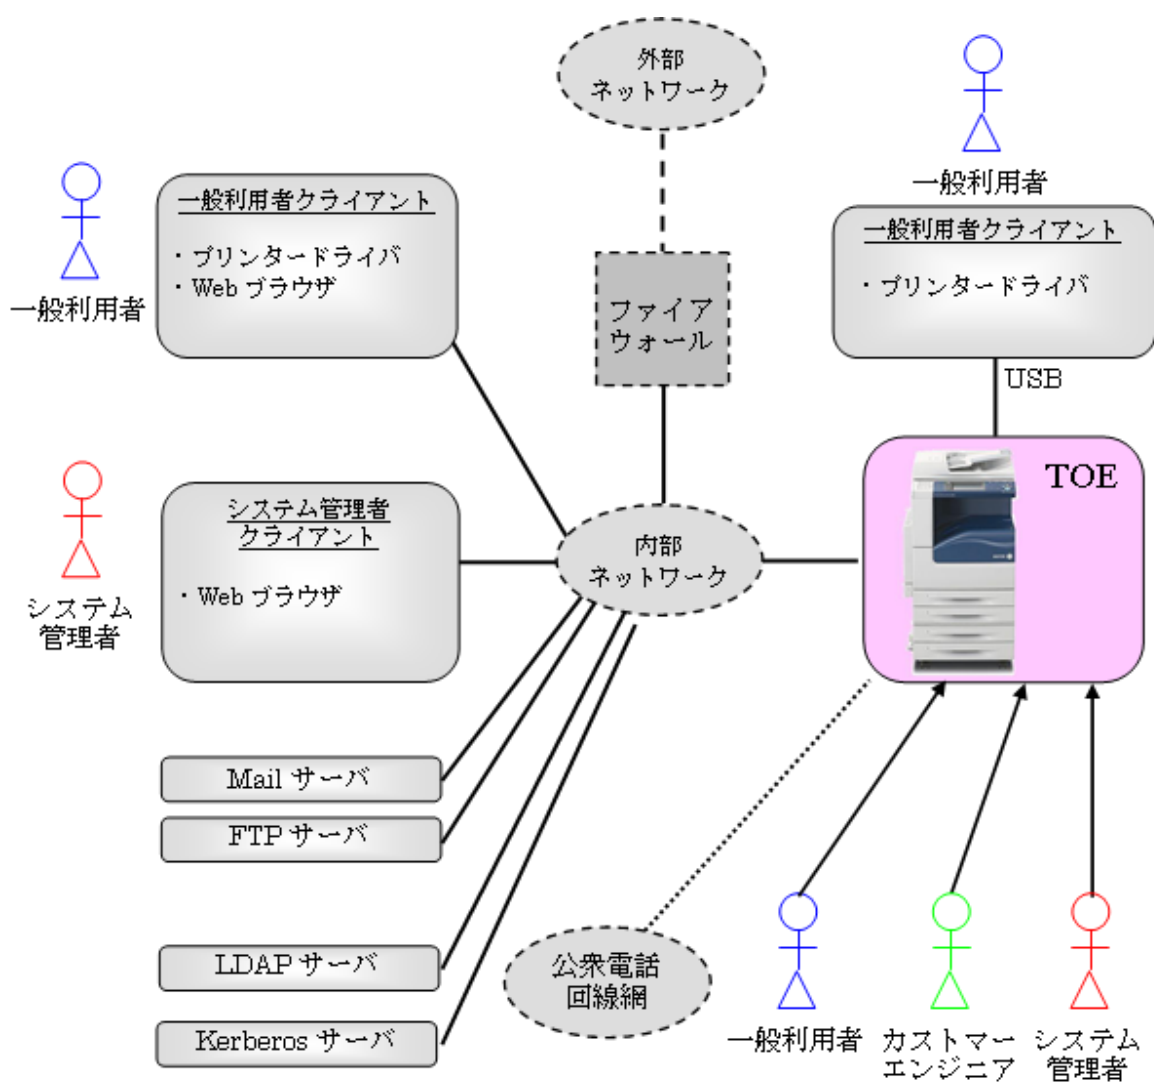 外部
ネットワーク
一般利用者
一般利用者クライアント
・プリンタードライバ
・Web ブラウザ
一般利用者
一般利用者クライアント
・プリンタードライバ
ファイア
ウォール
USB
TOE
システム管理者
クライアント
・Web ブラウザ
システム
管理者
内部
ネットワーク
Mail サーバ
FTP サーバ
LDAP サーバ
Kerberos サーバ
公衆電話
回線網
一般利用者
カストマー
エンジニア
システム
管理者